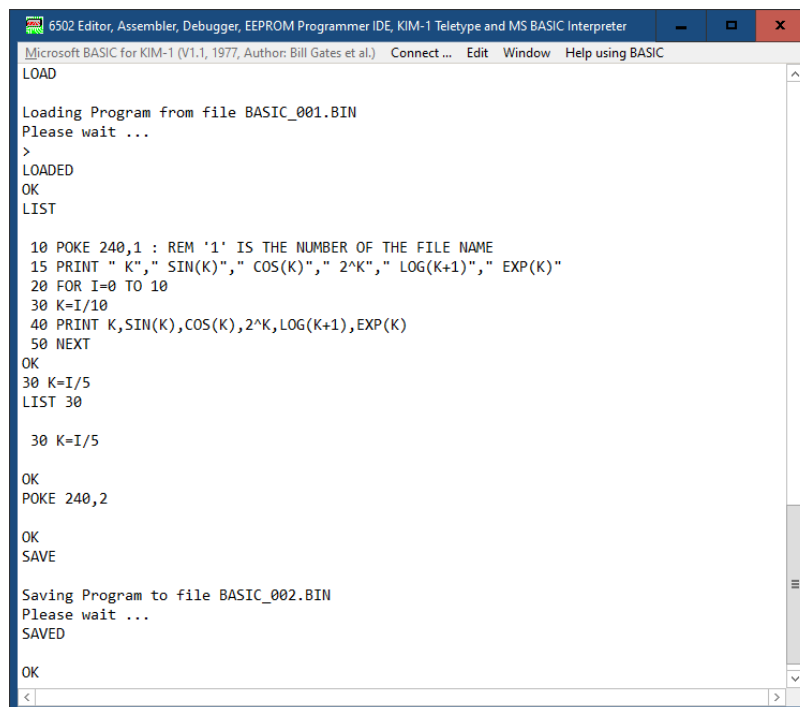 6502 Editor, Assembler, Debugger, EEPROM Programmer IDE, KIM-1 Teletype and MS BASIC Interpreter
Microsoft BASIC for KIM-1 (V1.1, 1977, Author: Bill Gates et al.) Connect ... Edit Window Help using BASIC
LOAD
Loading Program from file BASIC_001.BIN
Please wait ...
>
LOADED
OK
LIST
10 POKE 240,1 : REM '1' IS THE NUMBER OF THE FILE NAME
15 PRINT " K"," SIN(K)"," COS(K)"," 2^K"," LOG(K+1)"," EXP(K)"
20 FOR I=0 TO 10
30 K=I/10
40 PRINT K,SIN(K),COS(K),2^K,LOG(K+1),EXP(K)
50 NEXT
OK
30 K=I/5
LIST 30
30 K=I/5
OK
POKE 240,2
OK
SAVE
Saving Program to file BASIC_002.BIN
Please wait ...
SAVED
OK